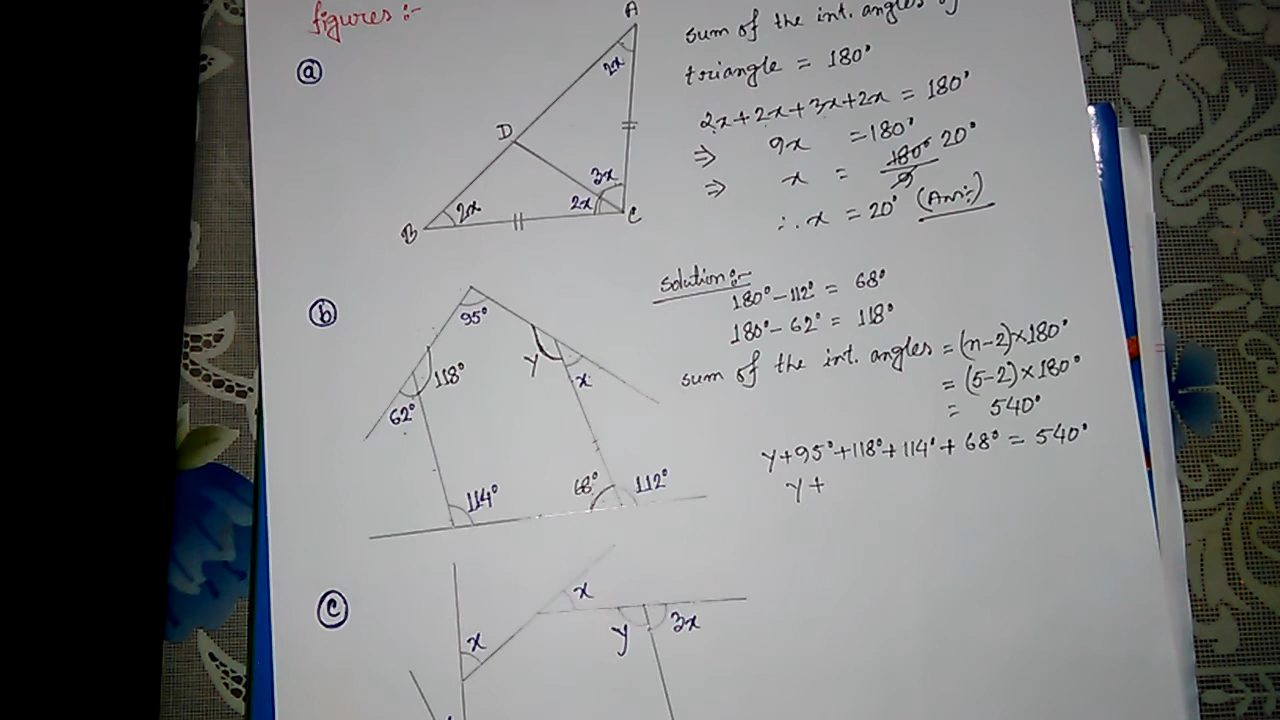 figures :-
a
A
2x
D
3x
B
2x
2x
C
sum of the int. angles of
triangle = 180°
2x+2x+3x+2x = 180°
⇒ 9x = 180°
⇒ x = 180°/9 20°
∴ x = 20° (Ans:-)
b
95°
118°
62°
y
x
114°
68°
112°
Solution:-
180°-112° = 68°
180°-62° = 118°
sum of the int. angles = (n-2)×180°
= (5-2)×180°
= 540°
y+95°+118°+114°+68° = 540°
y+
c
x
x
y
3x